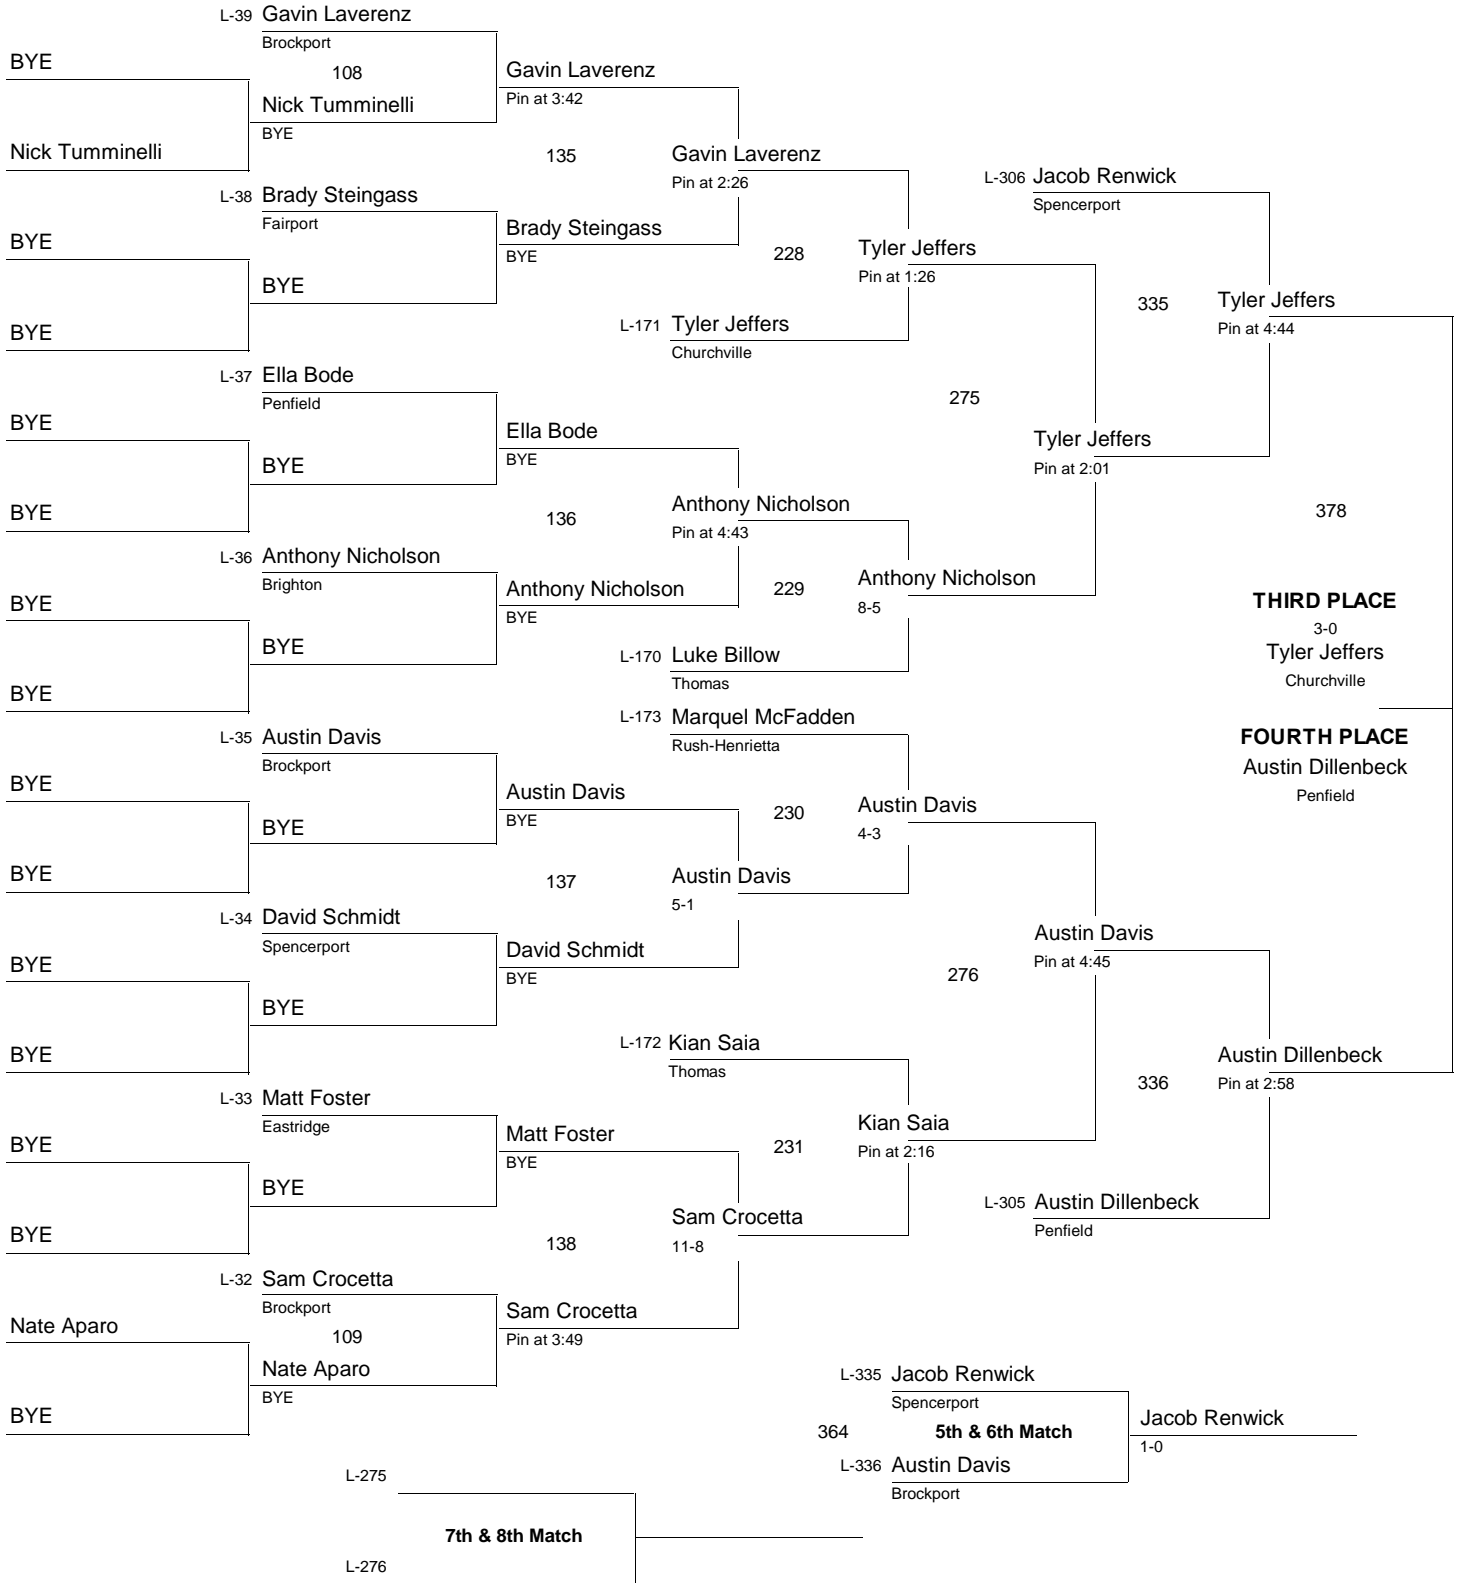 L-39 Gavin Laverenz
Brockport
BYE
108
Gavin Laverenz
Pin at 3:42
Nick Tumminelli
BYE
Nick Tumminelli
135
Gavin Laverenz
Pin at 2:26
L-306 Jacob Renwick
Spencerport
L-38 Brady Steingass
Fairport
Brady Steingass
BYE
BYE
228
Tyler Jeffers
Pin at 1:26
BYE
335
Tyler Jeffers
Pin at 4:44
BYE
L-171 Tyler Jeffers
Churchville
L-37 Ella Bode
Penfield
275
BYE
Ella Bode
BYE
Tyler Jeffers
Pin at 2:01
BYE
BYE
136
Anthony Nicholson
Pin at 4:43
378
L-36 Anthony Nicholson
Brighton
Anthony Nicholson
BYE
229
Anthony Nicholson
8-5
BYE
THIRD PLACE
3-0
Tyler Jeffers
Churchville
BYE
L-170 Luke Billow
Thomas
BYE
L-173 Marquel McFadden
Rush-Henrietta
L-35 Austin Davis
Brockport
FOURTH PLACE
Austin Dillenbeck
Penfield
BYE
Austin Davis
BYE
230
Austin Davis
4-3
BYE
BYE
137
Austin Davis
5-1
L-34 David Schmidt
Spencerport
David Schmidt
BYE
Austin Davis
Pin at 4:45
BYE
276
BYE
BYE
L-172 Kian Saia
Thomas
Austin Dillenbeck
Pin at 2:58
336
L-33 Matt Foster
Eastridge
BYE
Matt Foster
BYE
231
Kian Saia
Pin at 2:16
BYE
L-305 Austin Dillenbeck
Penfield
BYE
138
Sam Crocetta
11-8
L-32 Sam Crocetta
Brockport
Nate Aparo
109
Sam Crocetta
Pin at 3:49
Nate Aparo
BYE
BYE
L-335 Jacob Renwick
Spencerport
364 5th & 6th Match
Jacob Renwick
1-0
L-336 Austin Davis
Brockport
L-275
7th & 8th Match
L-276